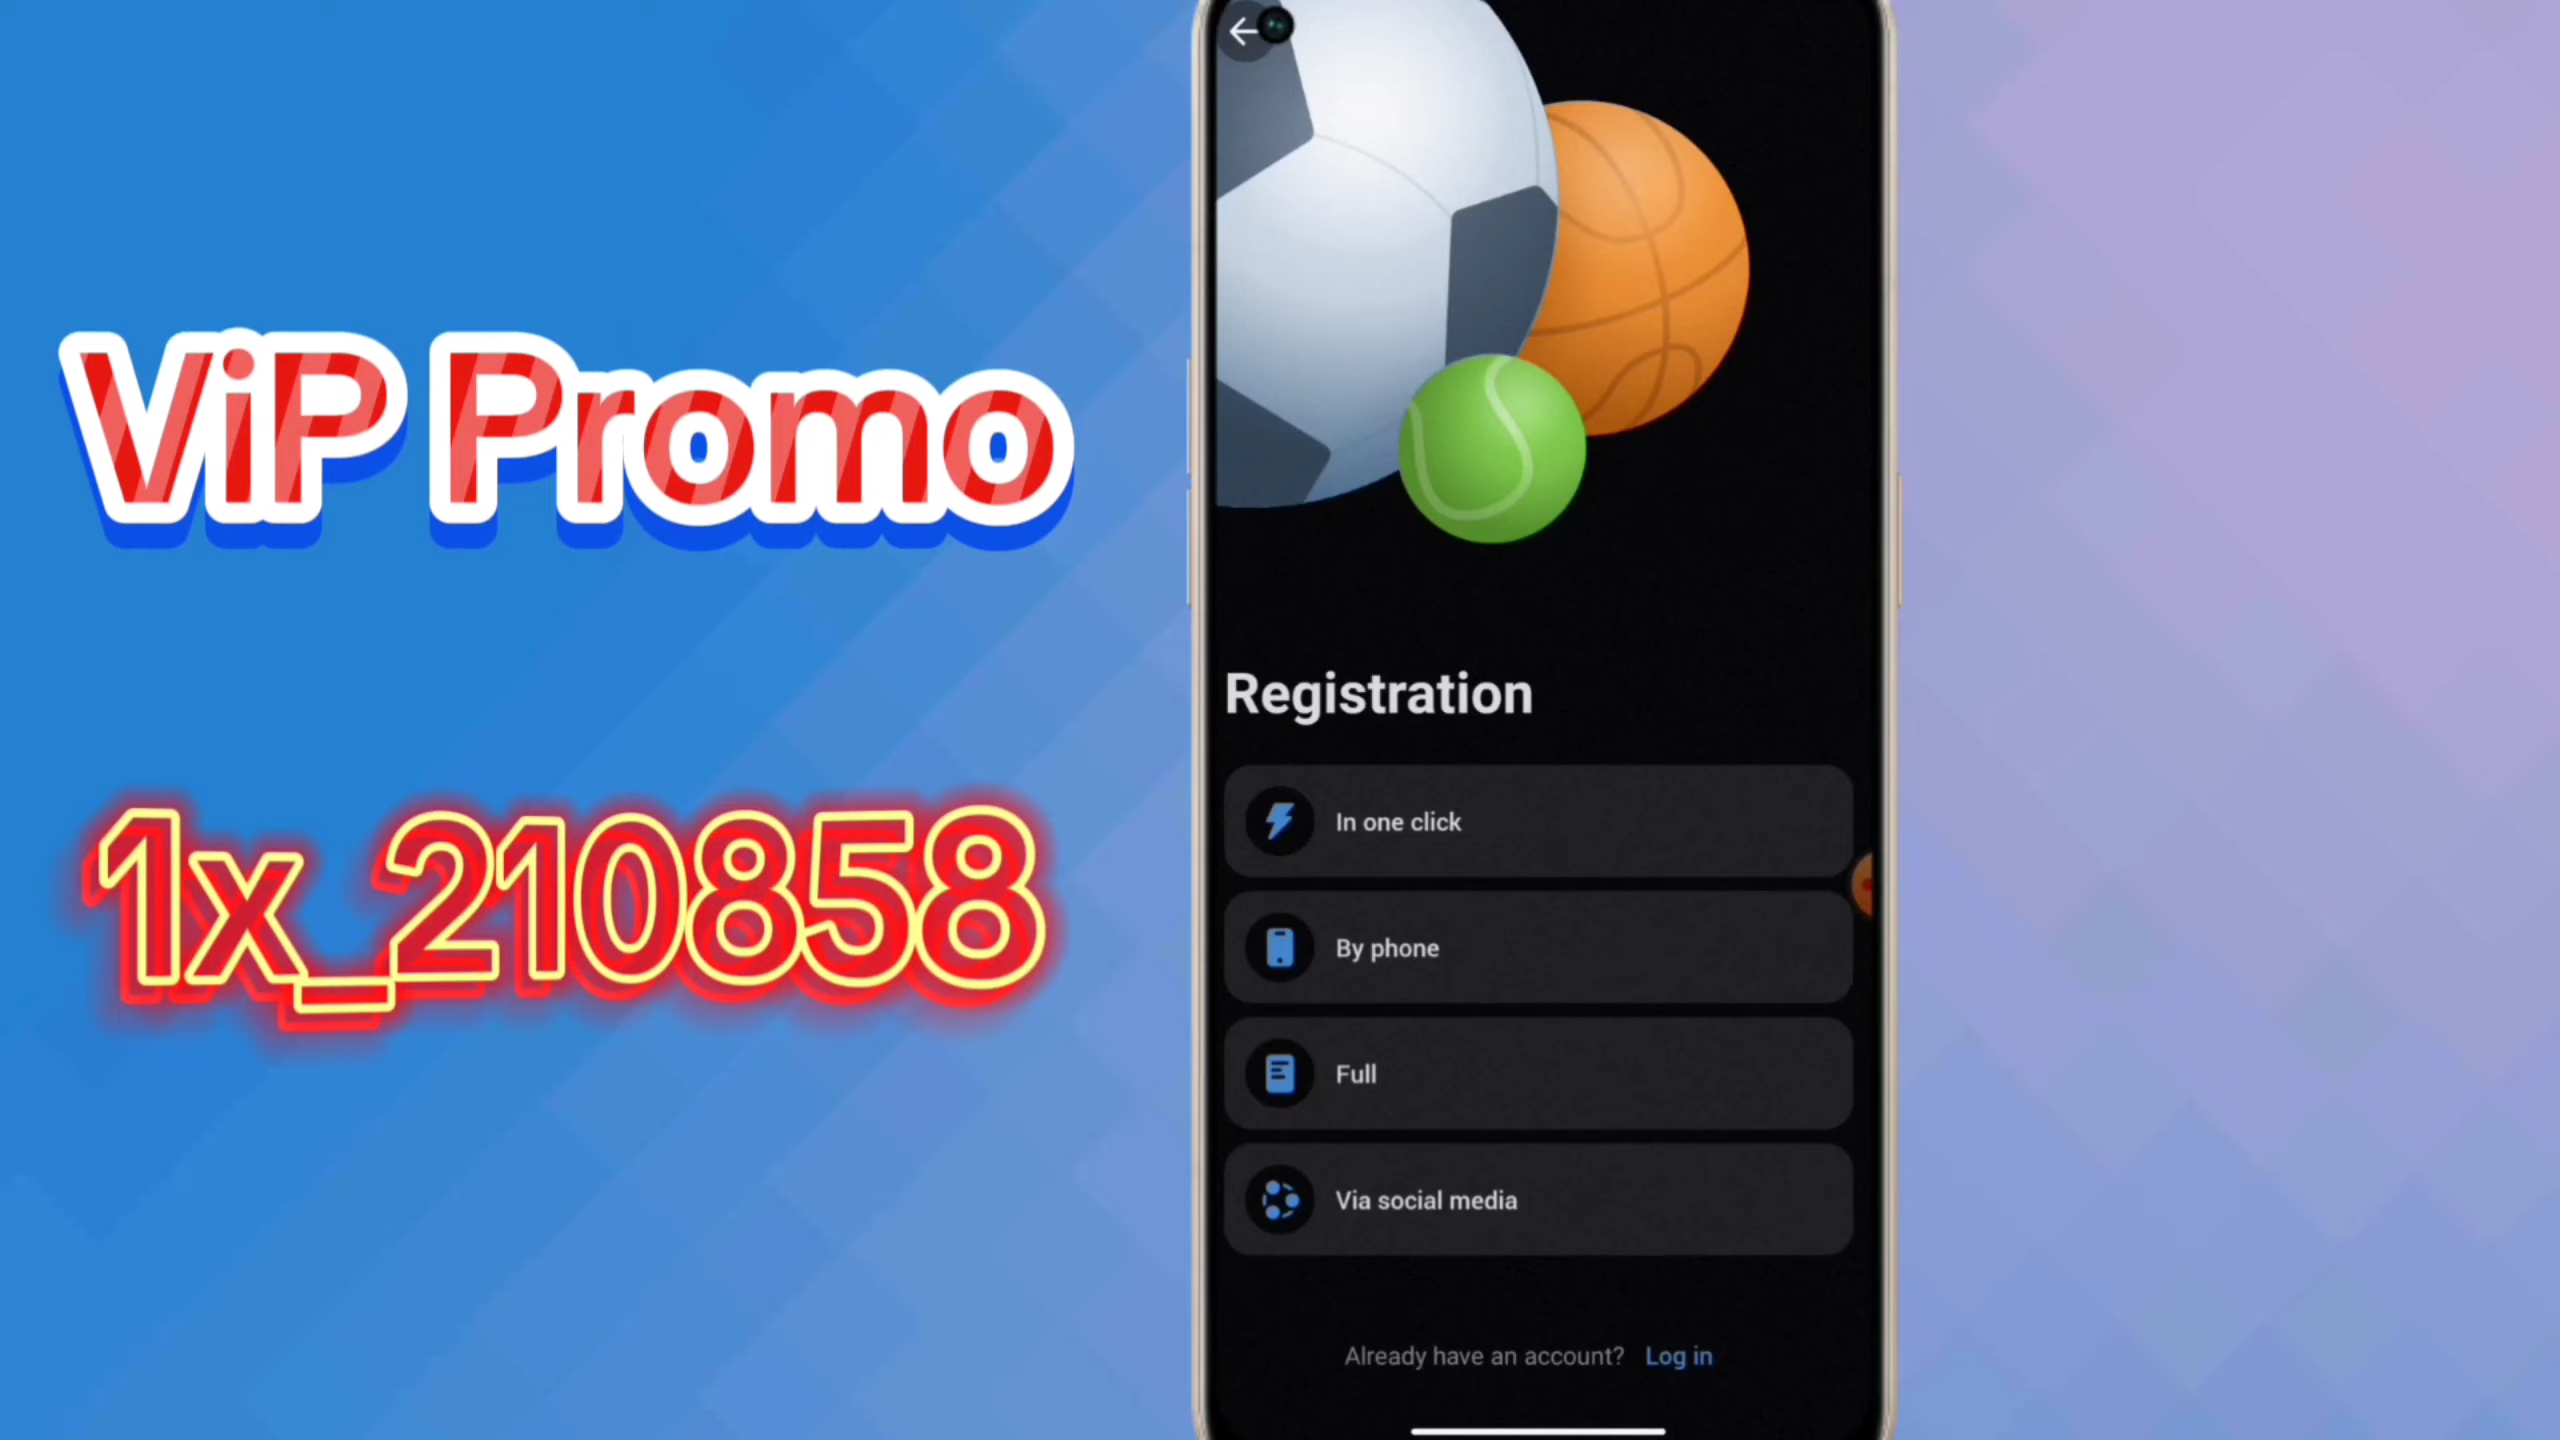 ViP Promo
1x_210858
Registration
In one click
By phone
Full
Via social media
Already have an account? Log in